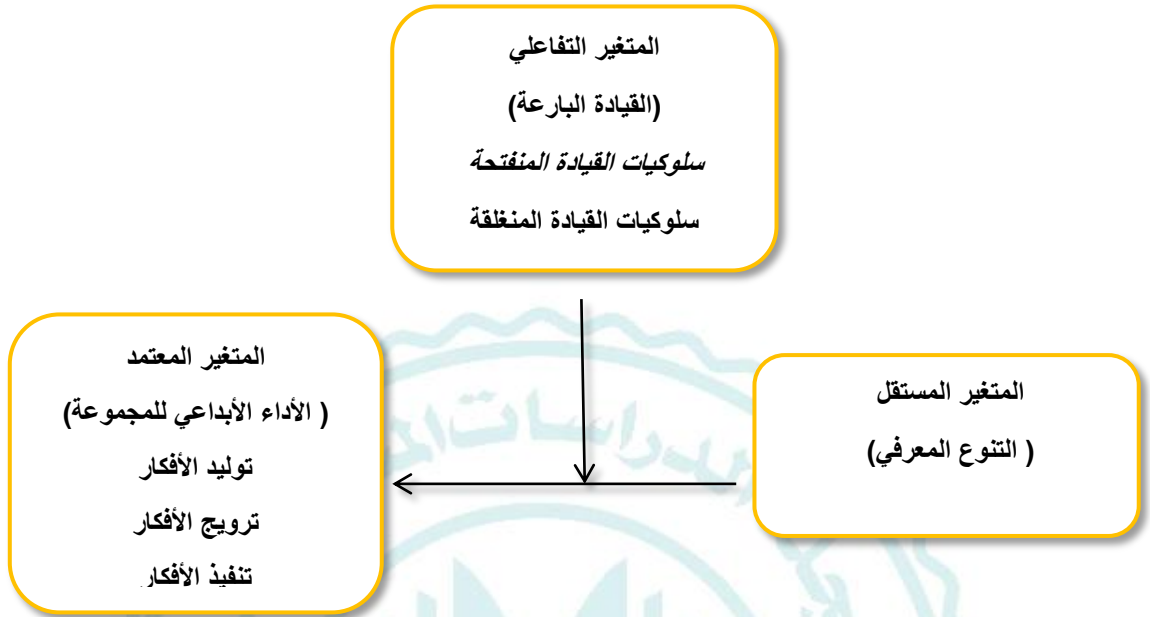 المتغير التفاعلي
(القيادة البارعة)
سلوكيات القيادة المنفتحة
سلوكيات القيادة المنغلقة
المتغير المستقل
( التنوع المعرفي)
المتغير المعتمد
( الأداء الأبداعي للمجموعة)
توليد الأفكار
ترويج الأفكار
تنفيذ الأفكار
الدراسات